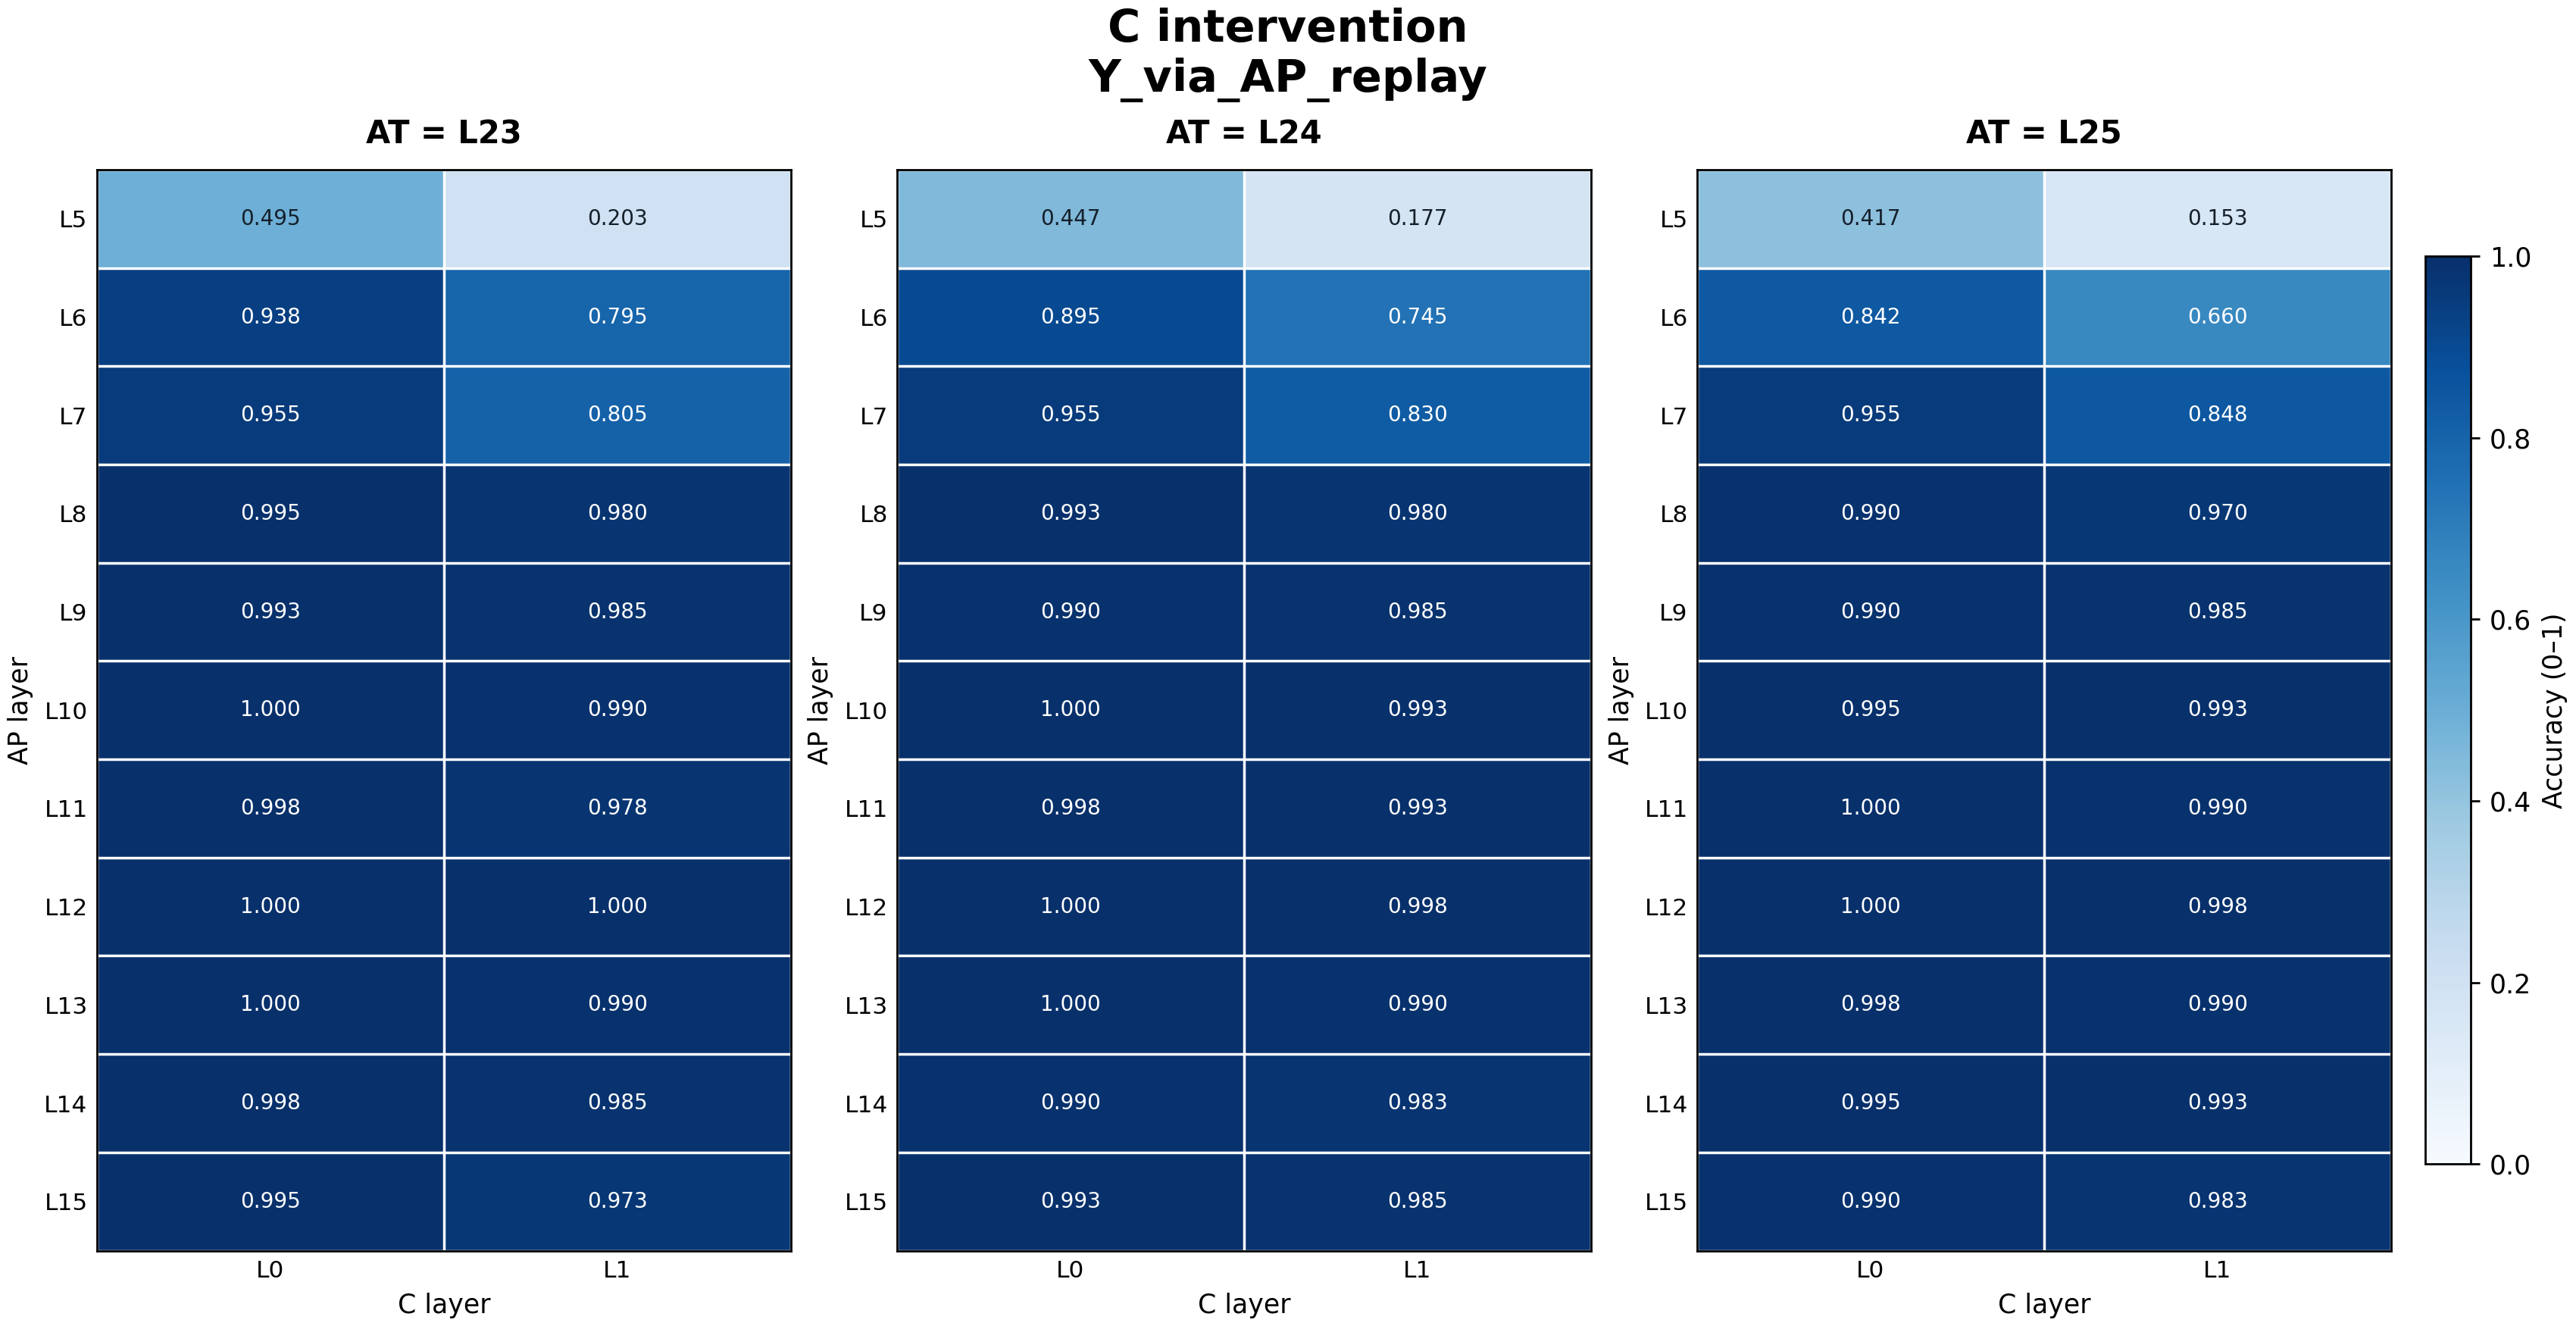 C intervention
Y_via_AP_replay
AT = L23
AP layer
L5 0.495 0.203
L6 0.938 0.795
L7 0.955 0.805
L8 0.995 0.980
L9 0.993 0.985
L10 1.000 0.990
L11 0.998 0.978
L12 1.000 1.000
L13 1.000 0.990
L14 0.998 0.985
L15 0.995 0.973
L0 L1
C layer
AT = L24
AP layer
L5 0.447 0.177
L6 0.895 0.745
L7 0.955 0.830
L8 0.993 0.980
L9 0.990 0.985
L10 1.000 0.993
L11 0.998 0.993
L12 1.000 0.998
L13 1.000 0.990
L14 0.990 0.983
L15 0.993 0.985
L0 L1
C layer
AT = L25
AP layer
L5 0.417 0.153
L6 0.842 0.660
L7 0.955 0.848
L8 0.990 0.970
L9 0.990 0.985
L10 0.995 0.993
L11 1.000 0.990
L12 1.000 0.998
L13 0.998 0.990
L14 0.995 0.993
L15 0.990 0.983
L0 L1
C layer
1.0
0.8
0.6
0.4
0.2
0.0
Accuracy (0–1)